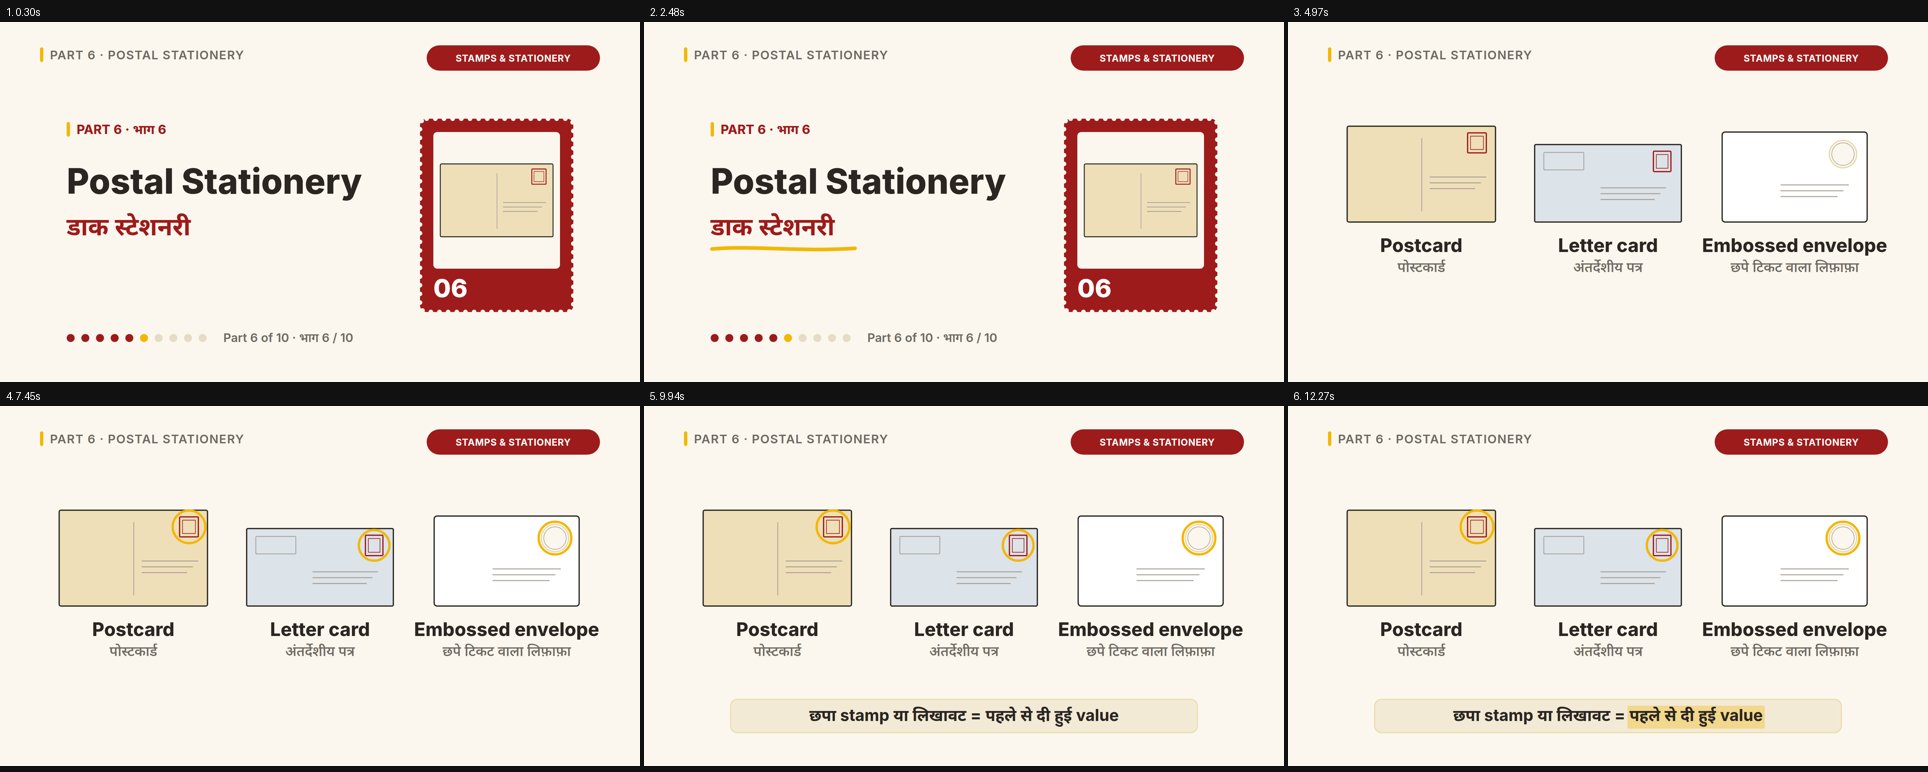 1. 0.30s
PART 6 · POSTAL STATIONERY
STAMPS & STATIONERY
PART 6 · भाग 6
Postal Stationery
डाक स्टेशनरी
06
Part 6 of 10 · भाग 6 / 10
2. 2.48s
PART 6 · POSTAL STATIONERY
STAMPS & STATIONERY
PART 6 · भाग 6
Postal Stationery
डाक स्टेशनरी
06
Part 6 of 10 · भाग 6 / 10
3. 4.97s
PART 6 · POSTAL STATIONERY
STAMPS & STATIONERY
Postcard
पोस्टकार्ड
Letter card
अंतर्देशीय पत्र
Embossed envelope
छपे टिकट वाला लिफ़ाफ़ा
4. 7.45s
PART 6 · POSTAL STATIONERY
STAMPS & STATIONERY
Postcard
पोस्टकार्ड
Letter card
अंतर्देशीय पत्र
Embossed envelope
छपे टिकट वाला लिफ़ाफ़ा
5. 9.94s
PART 6 · POSTAL STATIONERY
STAMPS & STATIONERY
Postcard
पोस्टकार्ड
Letter card
अंतर्देशीय पत्र
Embossed envelope
छपे टिकट वाला लिफ़ाफ़ा
छपा stamp या लिखावट = पहले से दी हुई value
6. 12.27s
PART 6 · POSTAL STATIONERY
STAMPS & STATIONERY
Postcard
पोस्टकार्ड
Letter card
अंतर्देशीय पत्र
Embossed envelope
छपे टिकट वाला लिफ़ाफ़ा
छपा stamp या लिखावट = पहले से दी हुई value